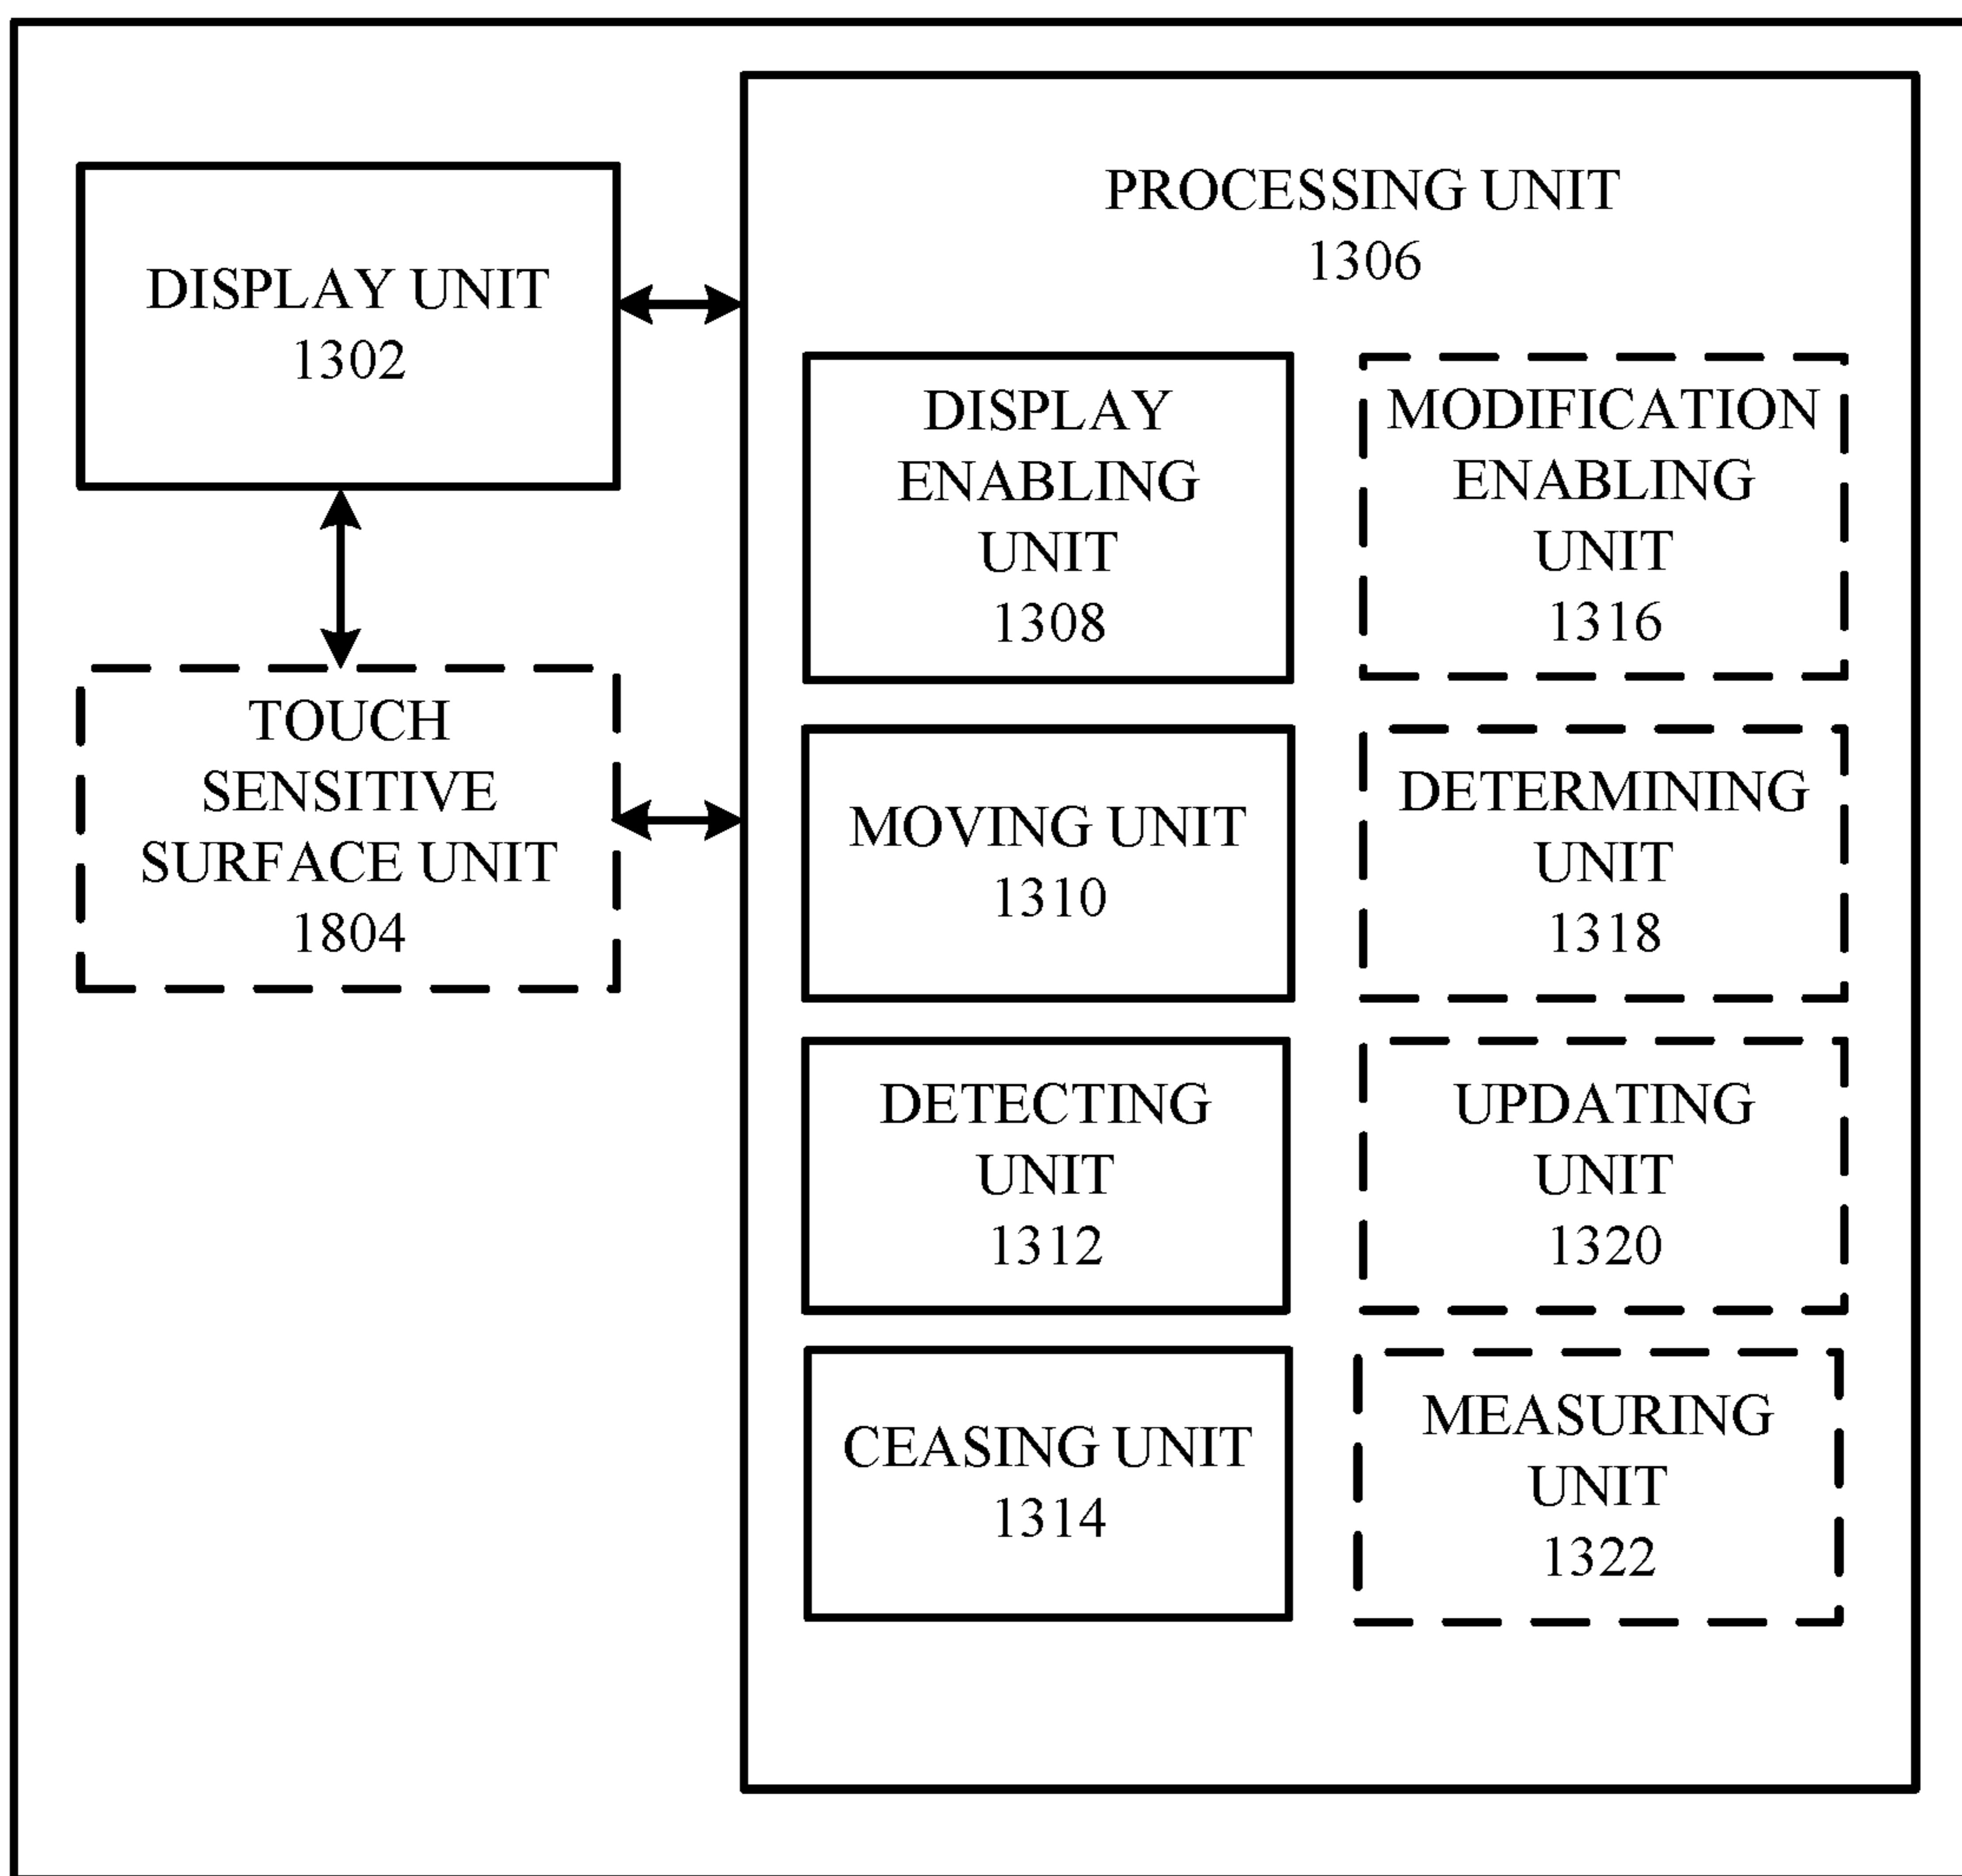 DISPLAY UNIT
1302
TOUCH
SENSITIVE
SURFACE UNIT
1804
PROCESSING UNIT
1306
DISPLAY
ENABLING
UNIT
1308
MODIFICATION
ENABLING
UNIT
1316
MOVING UNIT
1310
DETERMINING
UNIT
1318
DETECTING
UNIT
1312
UPDATING
UNIT
1320
CEASING UNIT
1314
MEASURING
UNIT
1322